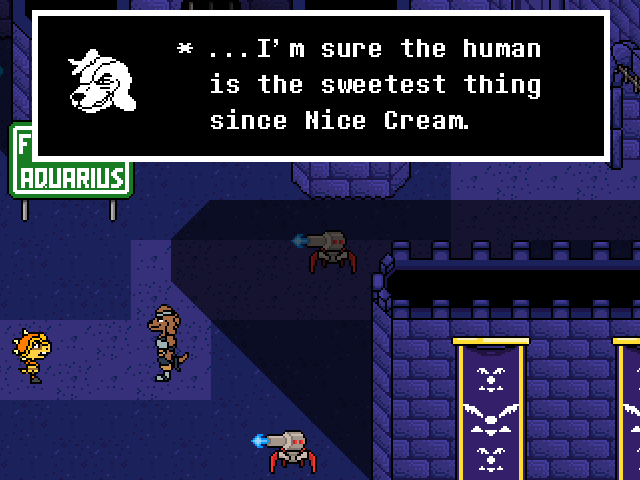 * ...I'm sure the human
is the sweetest thing
since Nice Cream.
AQUARIUS